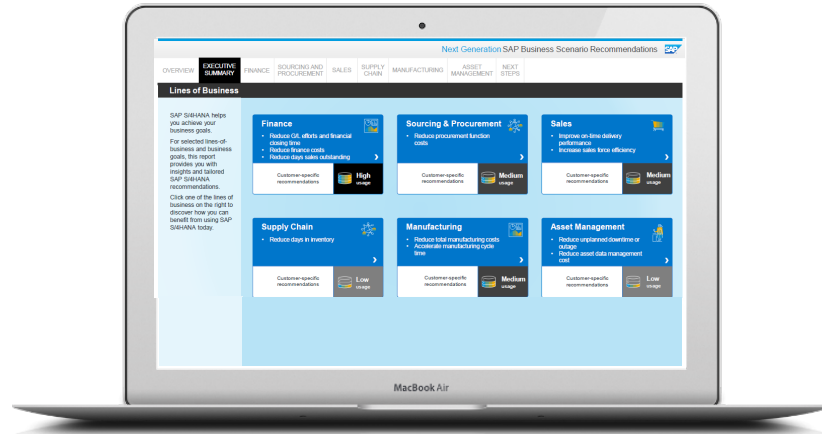 Next Generation SAP Business Scenario Recommendations SAP
OVERVIEW
EXECUTIVE
SUMMARY
FINANCE
SOURCING AND
PROCUREMENT
SALES
SUPPLY
CHAIN
MANUFACTURING
ASSET
MANAGEMENT
NEXT
STEPS
Lines of Business
SAP S/4HANA helps
you achieve your
business goals.
For selected lines-of-
business and business
goals, this report
provides you with
insights and tailored
SAP S/4HANA
recommendations.
Click one of the lines of
business on the right to
discover how you can
benefit from using SAP
S/4HANA today.
Finance
• Reduce G/L efforts and financial
closing time
• Reduce finance costs
• Reduce days sales outstanding
Customer-specific
recommendations
High
usage
Sourcing & Procurement
• Reduce procurement function
costs
Customer-specific
recommendations
Medium
usage
Sales
• Improve on-time delivery
performance
• Increase sales force efficiency
Customer-specific
recommendations
Medium
usage
Supply Chain
• Reduce days in inventory
Customer-specific
recommendations
Low
usage
Manufacturing
• Reduce total manufacturing costs
• Accelerate manufacturing cycle
time
Customer-specific
recommendations
Medium
usage
Asset Management
• Reduce unplanned downtime or
outage
• Reduce asset data management
cost
Customer-specific
recommendations
Low
usage
MacBook Air